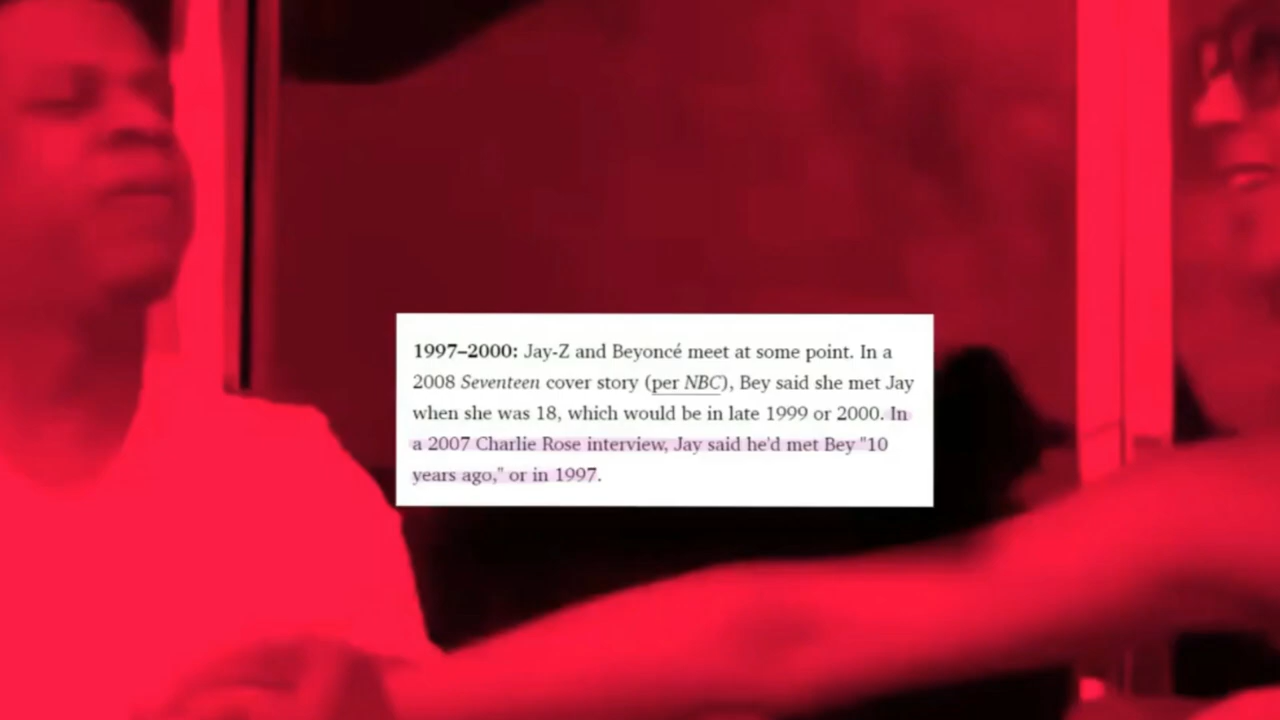 1997–2000: Jay-Z and Beyoncé meet at some point. In a
2008 Seventeen cover story (per NBC), Bey said she met Jay
when she was 18, which would be in late 1999 or 2000. In
a 2007 Charlie Rose interview, Jay said he'd met Bey "10
years ago," or in 1997.